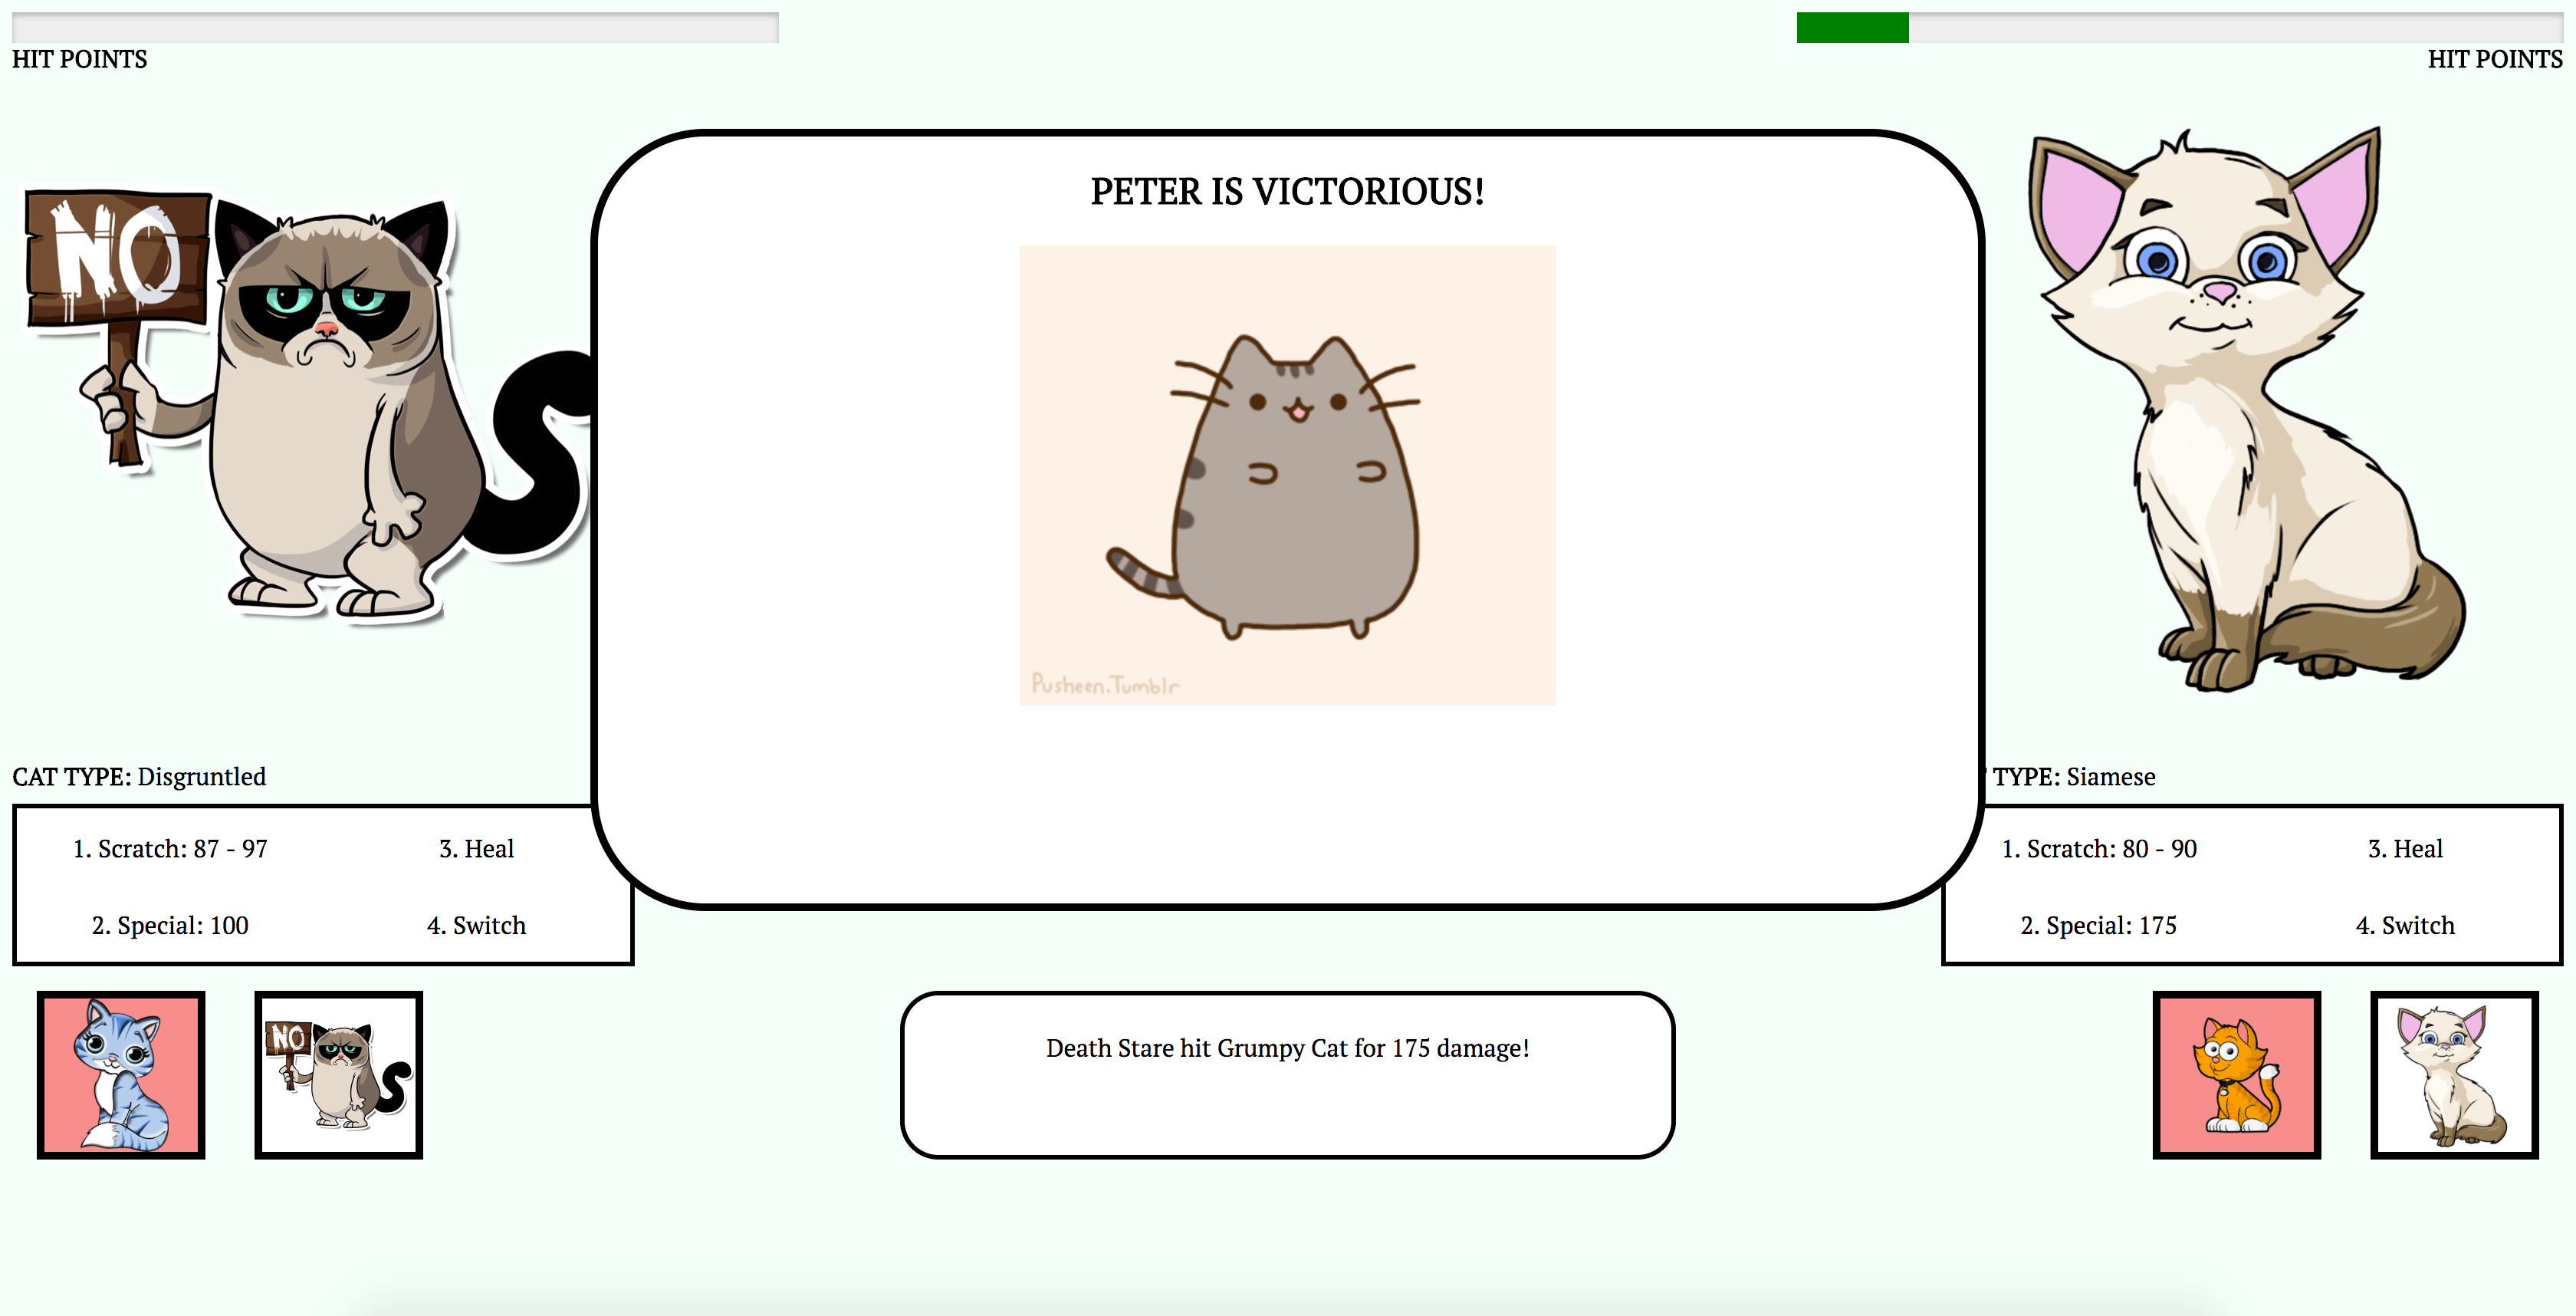 HIT POINTS
HIT POINTS
PETER IS VICTORIOUS!
NO
Pusheen.Tumblr
CAT TYPE: Disgruntled
1. Scratch: 87 - 97
3. Heal
2. Special: 100
4. Switch
TYPE: Siamese
1. Scratch: 80 - 90
3. Heal
2. Special: 175
4. Switch
NO
Death Stare hit Grumpy Cat for 175 damage!